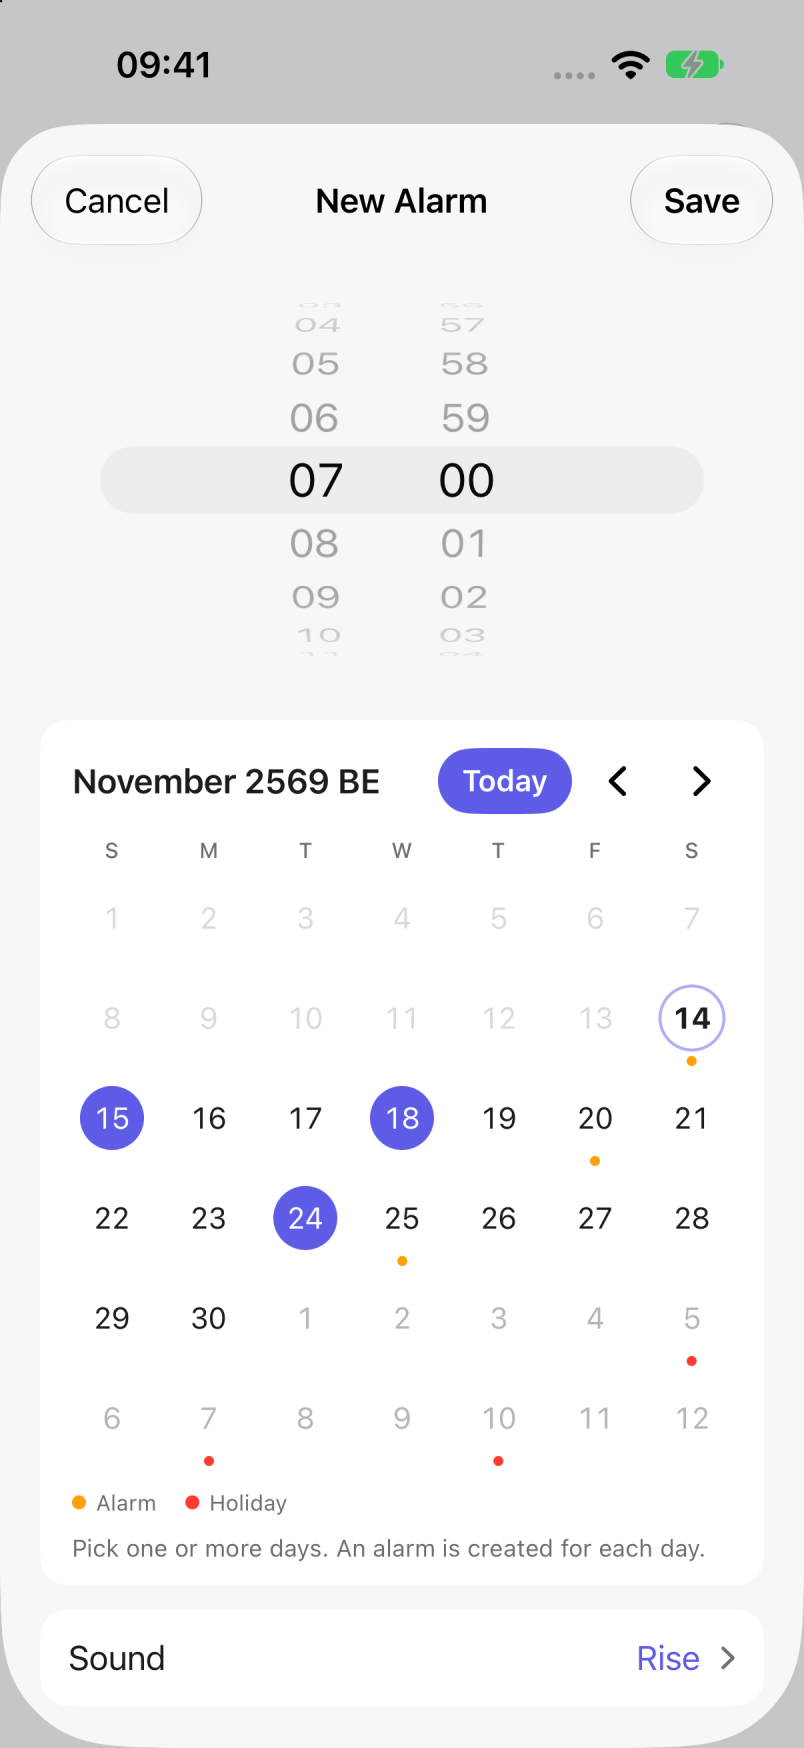 09:41
Cancel New Alarm Save
04 57
05 58
06 59
07 00
08 01
09 02
10 03
November 2569 BE Today
S M T W T F S
1 2 3 4 5 6 7
8 9 10 11 12 13 14
15 16 17 18 19 20 21
22 23 24 25 26 27 28
29 30 1 2 3 4 5
6 7 8 9 10 11 12
Alarm Holiday
Pick one or more days. An alarm is created for each day.
Sound Rise